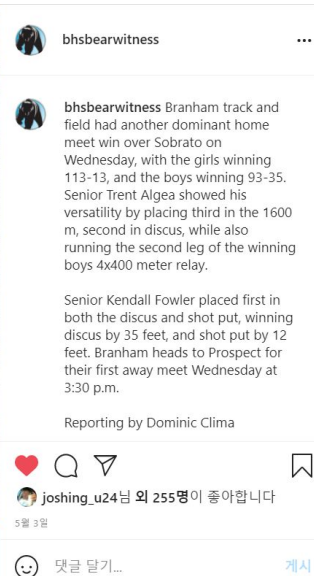 bhsbearwitness
bhsbearwitness Branham track and
field had another dominant home
meet win over Sobrato on
Wednesday, with the girls winning
113-13, and the boys winning 93-35.
Senior Trent Algea showed his
versatility by placing third in the 1600
m, second in discus, while also
running the second leg of the winning
boys 4x400 meter relay.
Senior Kendall Fowler placed first in
both the discus and shot put, winning
discus by 35 feet, and shot put by 12
feet. Branham heads to Prospect for
their first away meet Wednesday at
3:30 p.m.
Reporting by Dominic Clima
joshing_u24님 외 255명이 좋아합니다
5월 3일
댓글 달기...
게시